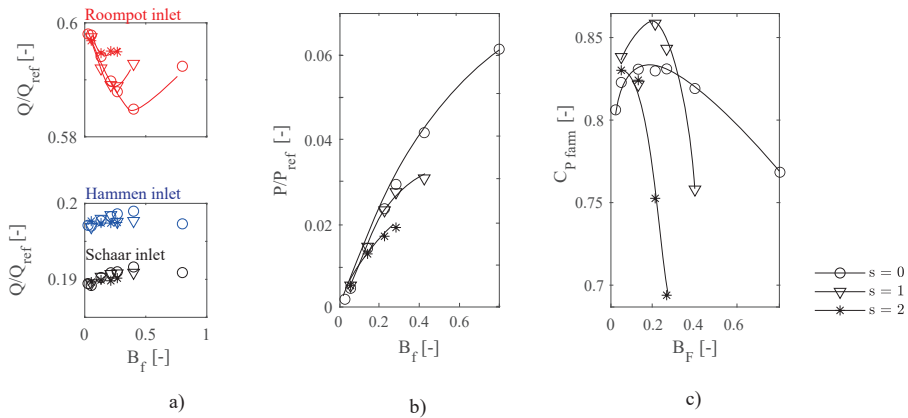 Roompot inlet
0.6
0.58
Q/Q_ref [-]
0
1
Hammen inlet
0.2
Schaar inlet
0.19
Q/Q_ref [-]
0
0.5
1
B_f [-]
a)
0.06
0.04
0.02
0
P/P_ref [-]
0
0.2
0.4
0.6
B_f [-]
b)
0.85
0.8
0.75
0.7
C_P farm [-]
0
0.2
0.4
0.6
B_F [-]
c)
s = 0
s = 1
s = 2